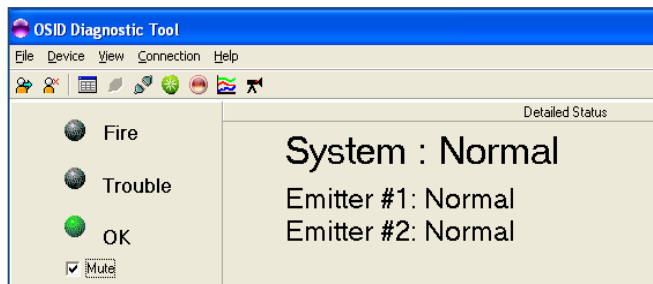 OSID Diagnostic Tool
File Device View Connection Help
Detailed Status
Fire
Trouble
OK
Mute
System : Normal
Emitter #1: Normal
Emitter #2: Normal